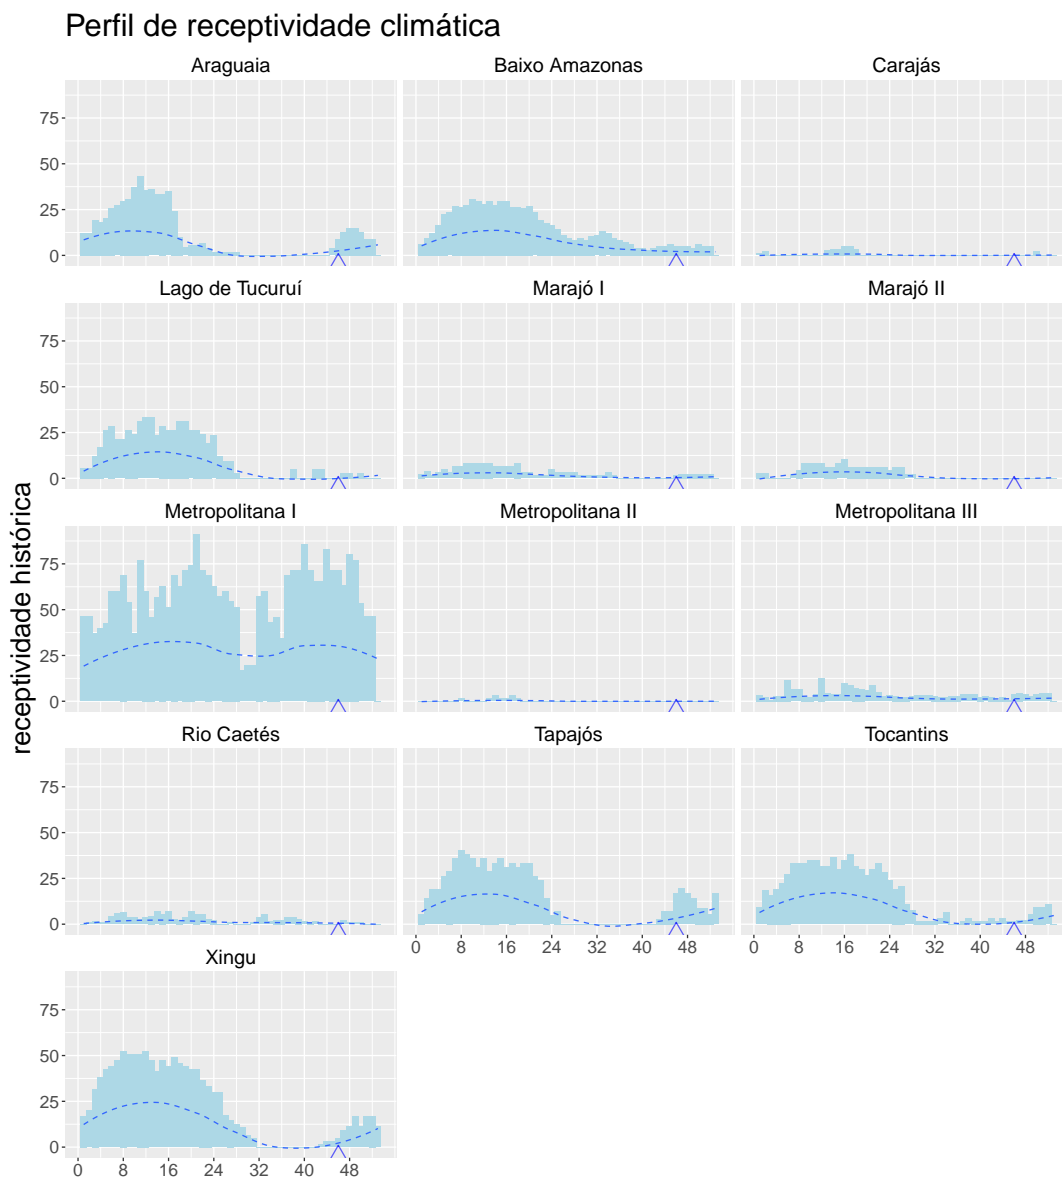 Perfil de receptividade climática
Araguaia
Baixo Amazonas
Carajás
75
50
25
0
Lago de Tucuruí
Marajó I
Marajó II
75
50
25
0
Metropolitana I
Metropolitana II
Metropolitana III
75
50
25
0
receptividade histórica
Rio Caetés
Tapajós
Tocantins
75
50
25
0
0 8 16 24 32 40 48
0 8 16 24 32 40 48
Xingu
75
50
25
0
0 8 16 24 32 40 48